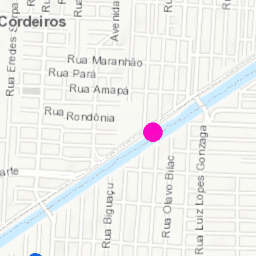 Cordeiros
Avenida
Rua Eredes
Rua Maranhão
Rua Pará
Rua Amapá
Rua Rondônia
Rua Biguaçu
Rua Olavo Bilac
Rua Luiz Lopes Gonzaga